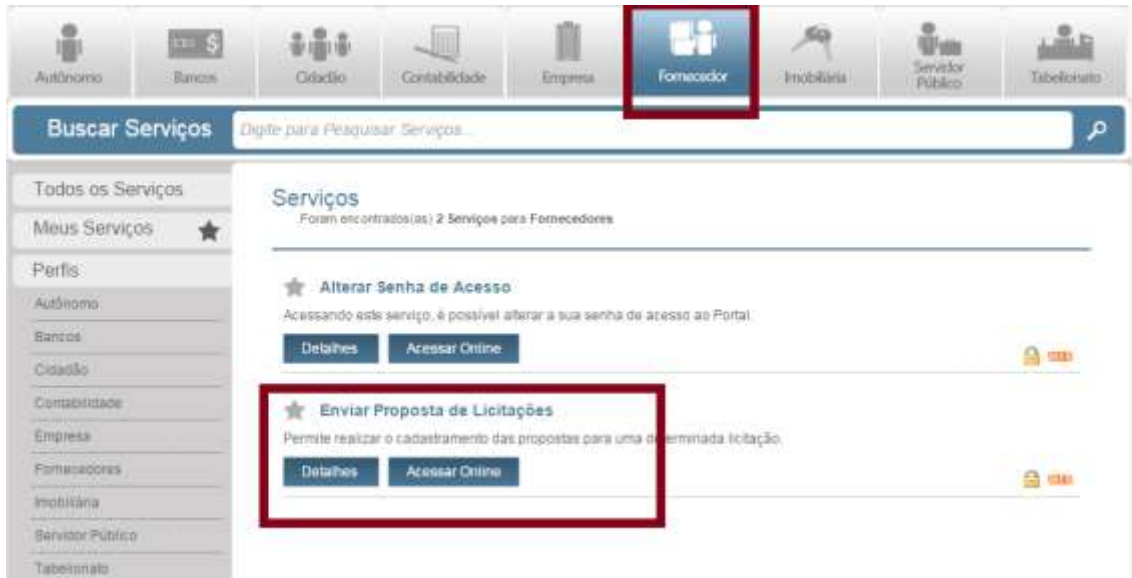 Autônomo
Bancos
Cidadão
Contabilidade
Empresa
Fornecedor
Imobiliária
Servidor
Público
Tabelionato
Buscar Serviços
Digite para Pesquisar Serviços...
Todos os Serviços
Meus Serviços
Perfis
Autônomo
Bancos
Cidadão
Contabilidade
Empresa
Fornecedores
Imobiliária
Servidor Público
Tabelionato
Serviços
Foram encontrados(as) 2 Serviços para Fornecedores
Alterar Senha de Acesso
Acessando este serviço, é possível alterar a sua senha de acesso ao Portal.
Detalhes
Acessar Online
Enviar Proposta de Licitações
Permite realizar o cadastramento das propostas para uma determinada licitação.
Detalhes
Acessar Online